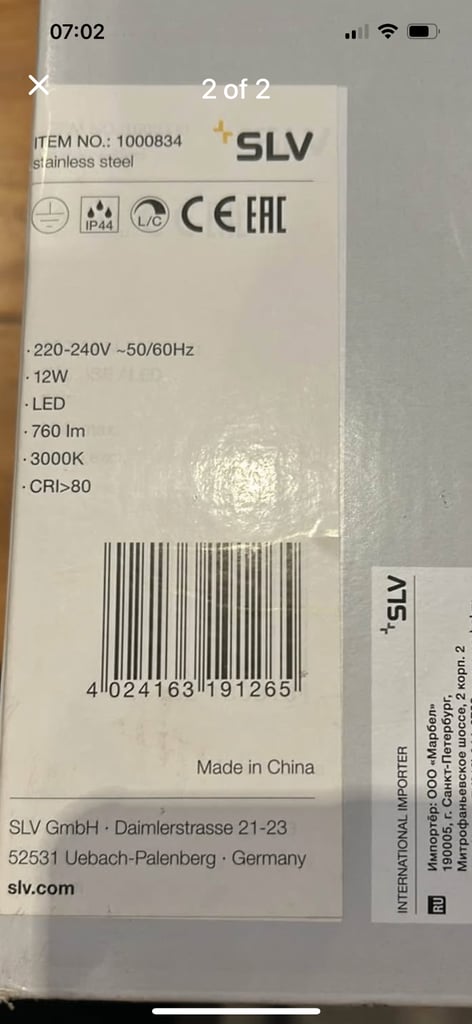 07:02
2 of 2
ITEM NO.: 1000834
stainless steel
SLV
IP44
L/C
CE EAC
· 220-240V ~50/60Hz
· 12W
· LED
· 760 lm
· 3000K
· CRI>80
4 024163 191265
Made in China
SLV GmbH · Daimlerstrasse 21-23
52531 Uebach-Palenberg · Germany
slv.com
SLV
INTERNATIONAL IMPORTER
RU
Импортёр: ООО «Марбел»
190005, г. Санкт-Петербург,
Митрофаньевское шоссе, 2 корп. 2